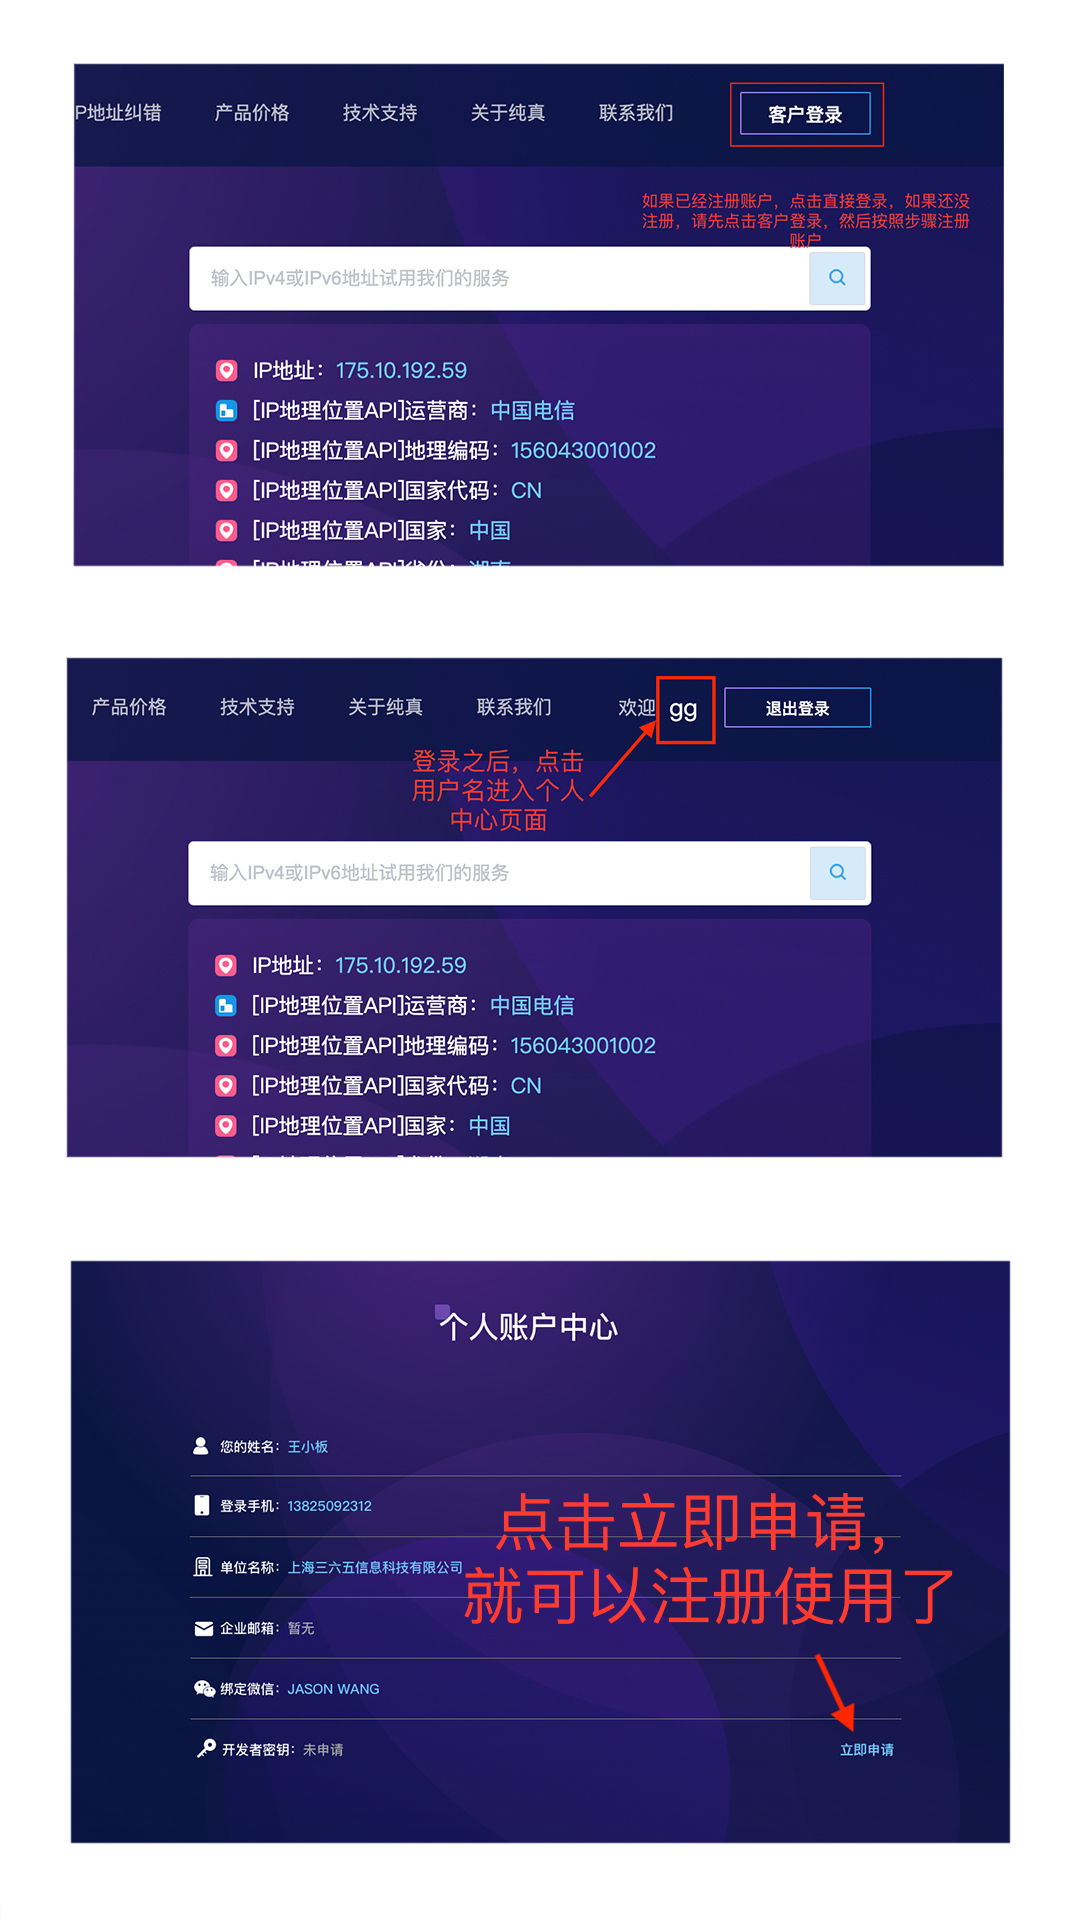 P地址纠错 产品价格 技术支持 关于纯真 联系我们 客户登录
如果已经注册账户，点击直接登录，如果还没
注册，请先点击客户登录，然后按照步骤注册
账户
输入IPv4或IPv6地址试用我们的服务
IP地址：175.10.192.59
[IP地理位置API]运营商：中国电信
[IP地理位置API]地理编码：156043001002
[IP地理位置API]国家代码：CN
[IP地理位置API]国家：中国
[IP地理位置API]省份：湖南
产品价格 技术支持 关于纯真 联系我们 欢迎 gg 退出登录
登录之后，点击
用户名进入个人
中心页面
输入IPv4或IPv6地址试用我们的服务
IP地址：175.10.192.59
[IP地理位置API]运营商：中国电信
[IP地理位置API]地理编码：156043001002
[IP地理位置API]国家代码：CN
[IP地理位置API]国家：中国
个人账户中心
您的姓名：王小板
登录手机：13825092312
点击立即申请，
就可以注册使用了
单位名称：上海三六五信息科技有限公司
企业邮箱：暂无
绑定微信：JASON WANG
开发者密钥：未申请 立即申请